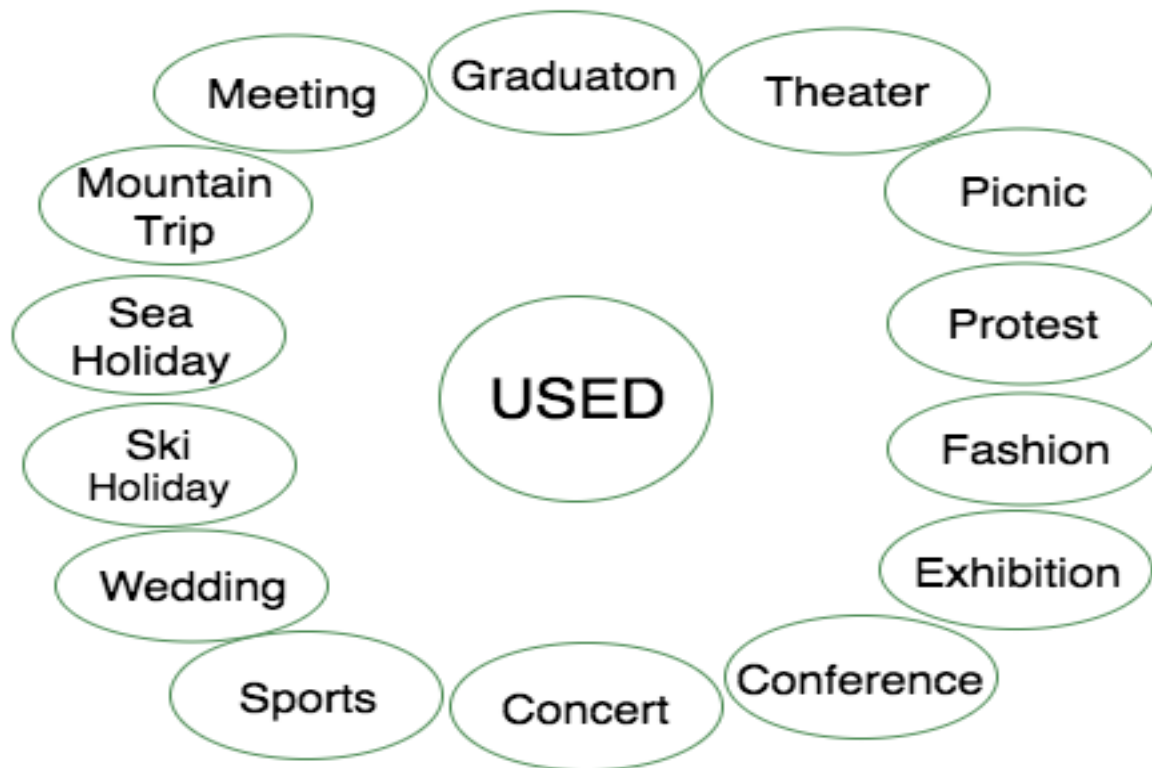 Graduaton
Meeting
Theater
Mountain
Trip
Picnic
Sea
Holiday
Protest
USED
Ski
Holiday
Fashion
Wedding
Exhibition
Sports
Concert
Conference